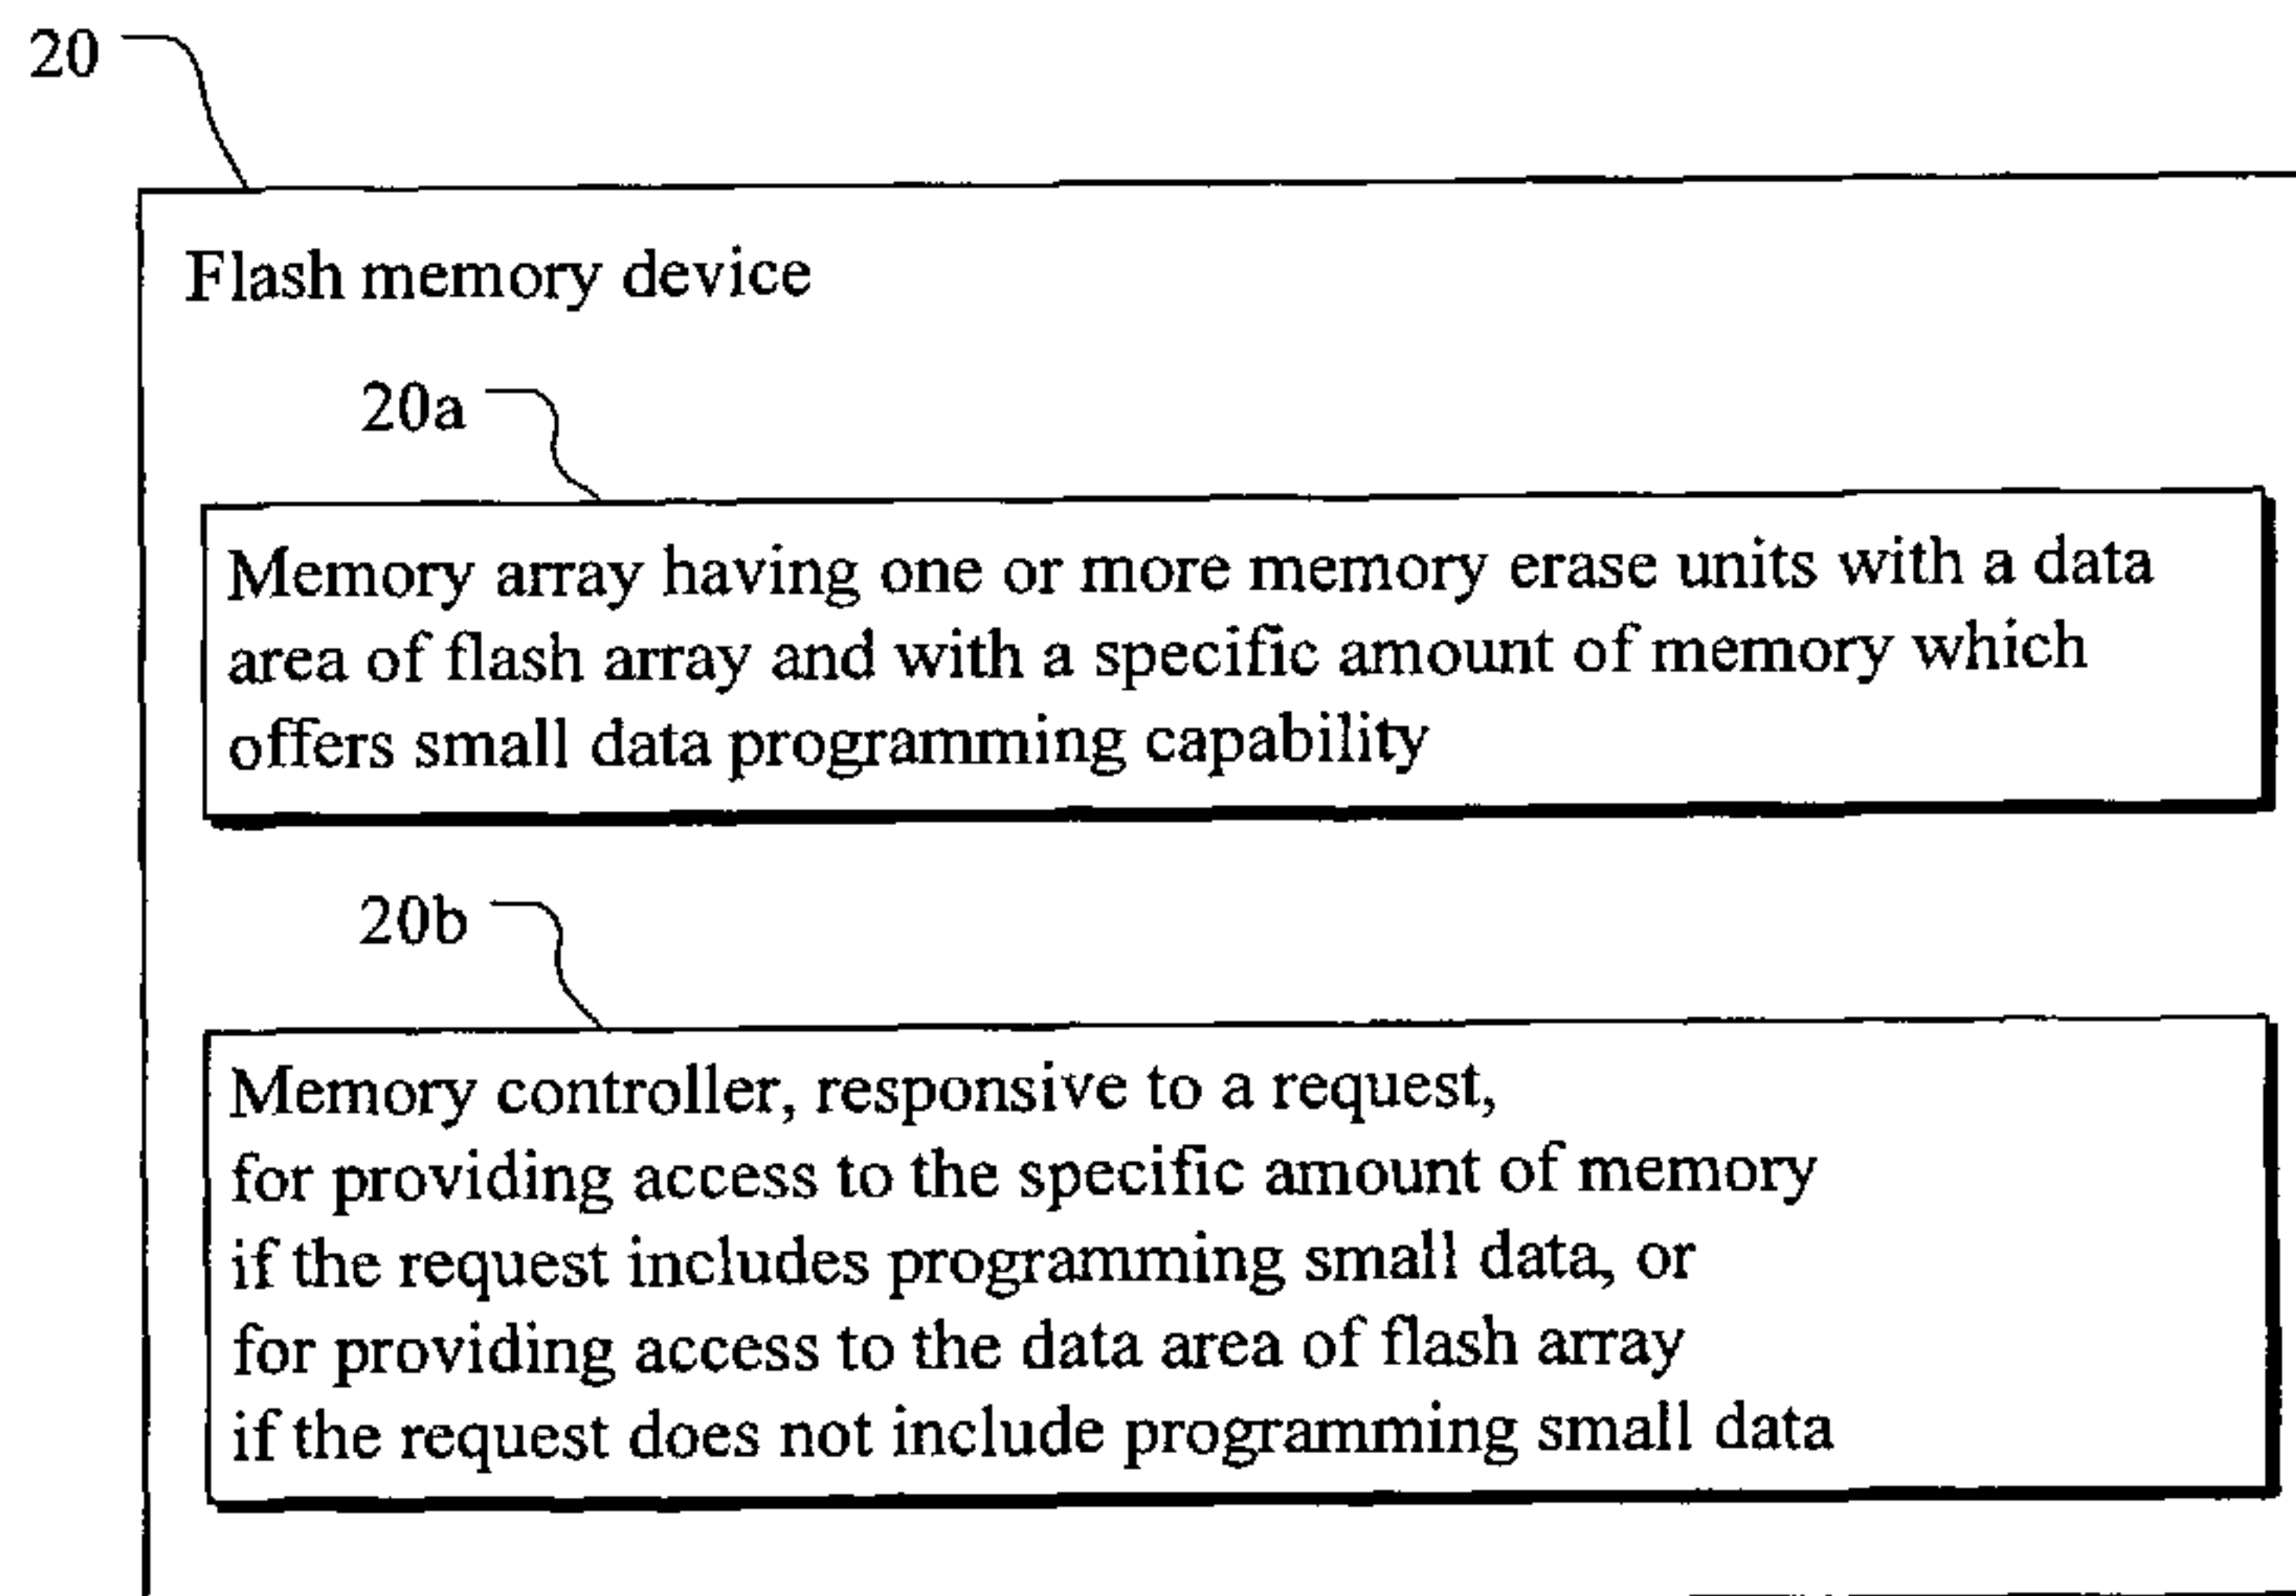 20
Flash memory device
20a
Memory array having one or more memory erase units with a data
area of flash array and with a specific amount of memory which
offers small data programming capability
20b
Memory controller, responsive to a request,
for providing access to the specific amount of memory
if the request includes programming small data, or
for providing access to the data area of flash array
if the request does not include programming small data